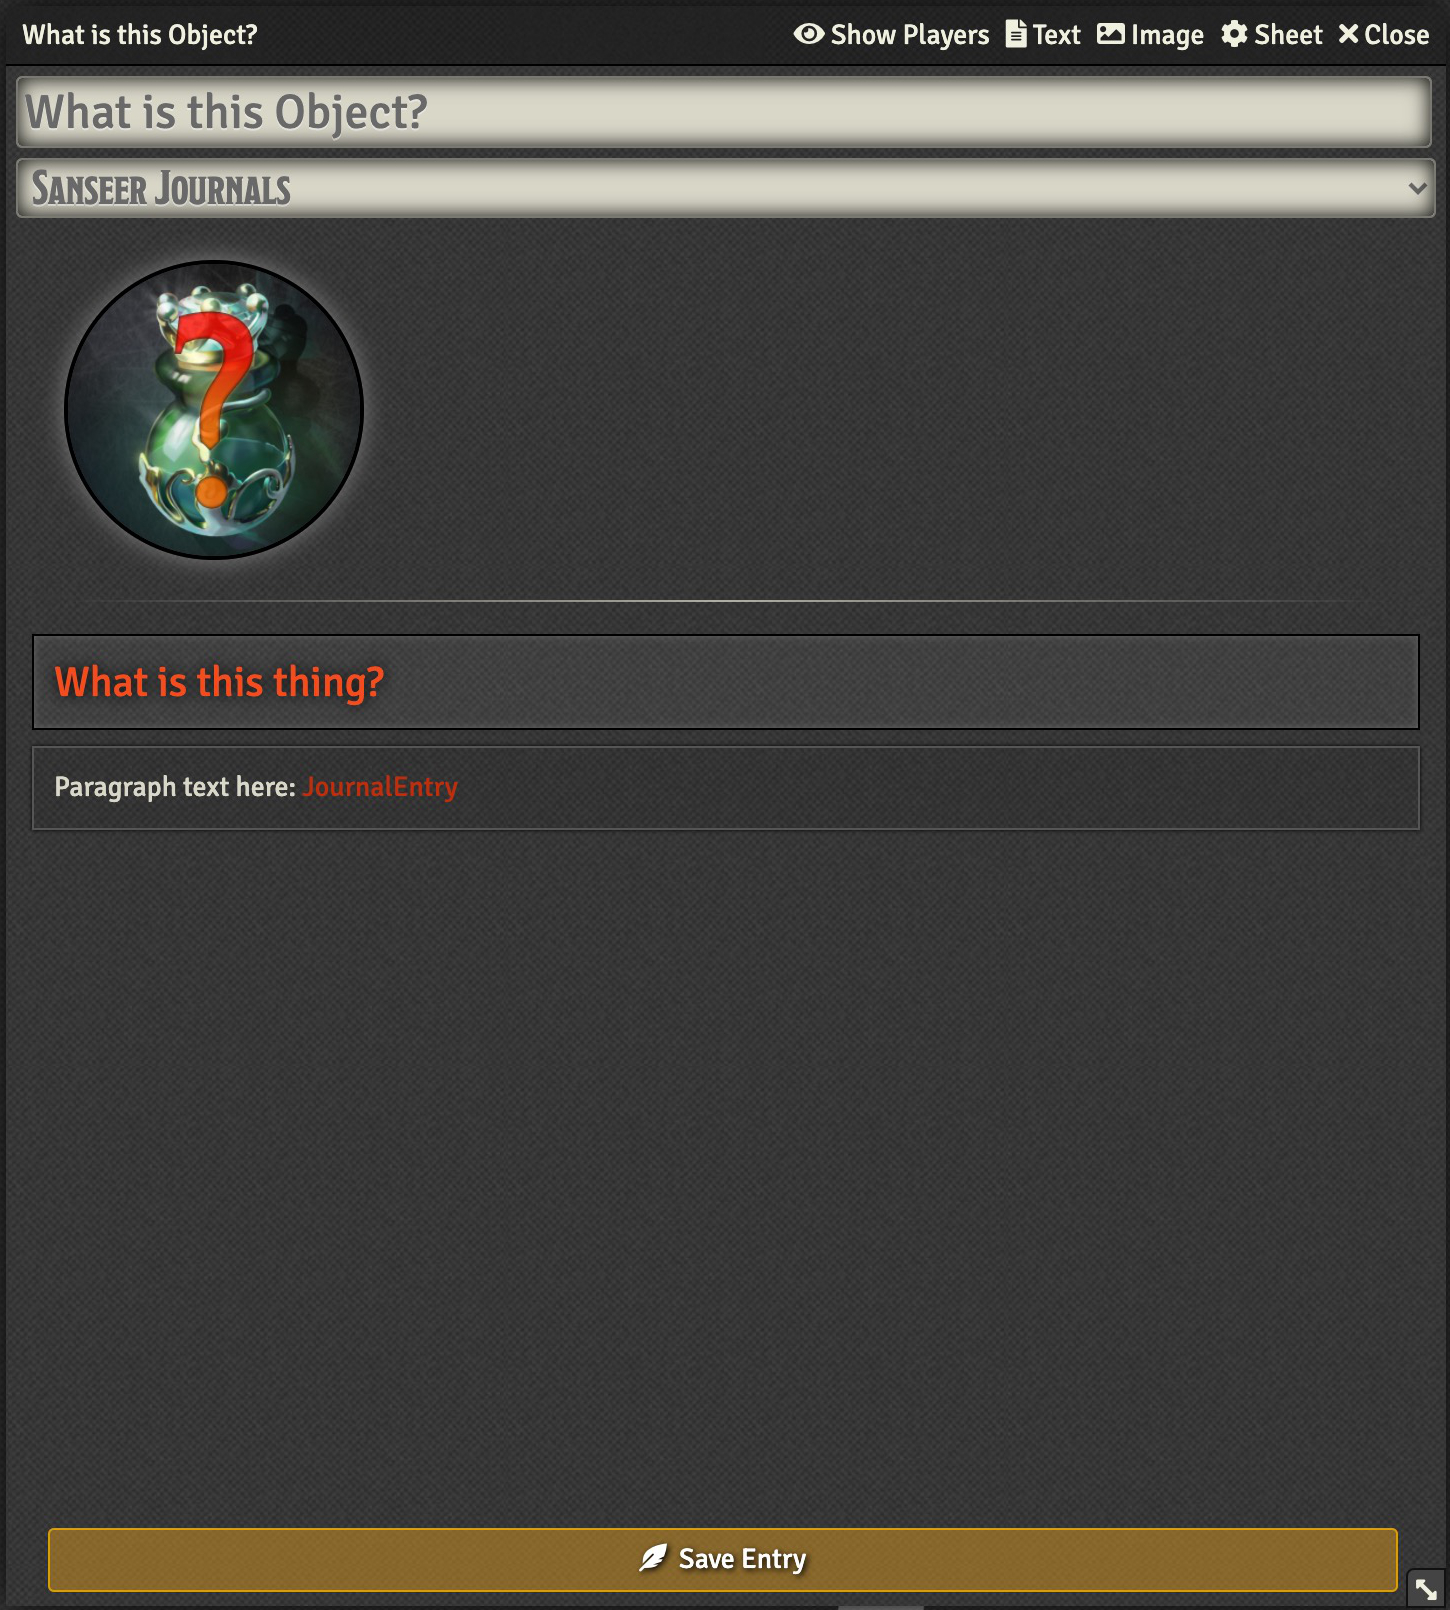 What is this Object?
Show Players Text Image Sheet Close
What is this Object?
Sanseer Journals
?
What is this thing?
Paragraph text here: JournalEntry
Save Entry